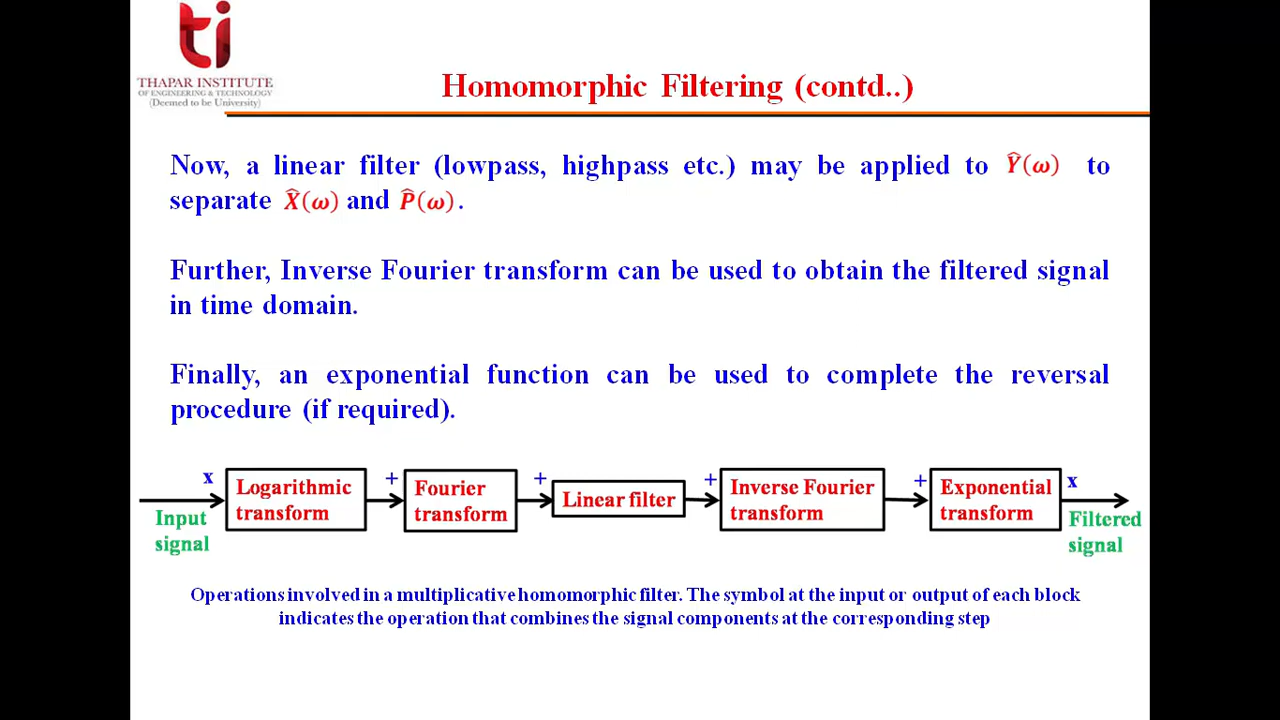 ti
THAPAR INSTITUTE
OF ENGINEERING & TECHNOLOGY
(Deemed to be University)
Homomorphic Filtering (contd..)
Now, a linear filter (lowpass, highpass etc.) may be applied to Ŷ(ω) to
separate X̂(ω) and P̂(ω).
Further, Inverse Fourier transform can be used to obtain the filtered signal
in time domain.
Finally, an exponential function can be used to complete the reversal
procedure (if required).
x + + + + x
Logarithmic Fourier Linear filter Inverse Fourier Exponential
transform transform transform transform
Input Filtered
signal signal
Operations involved in a multiplicative homomorphic filter. The symbol at the input or output of each block
indicates the operation that combines the signal components at the corresponding step